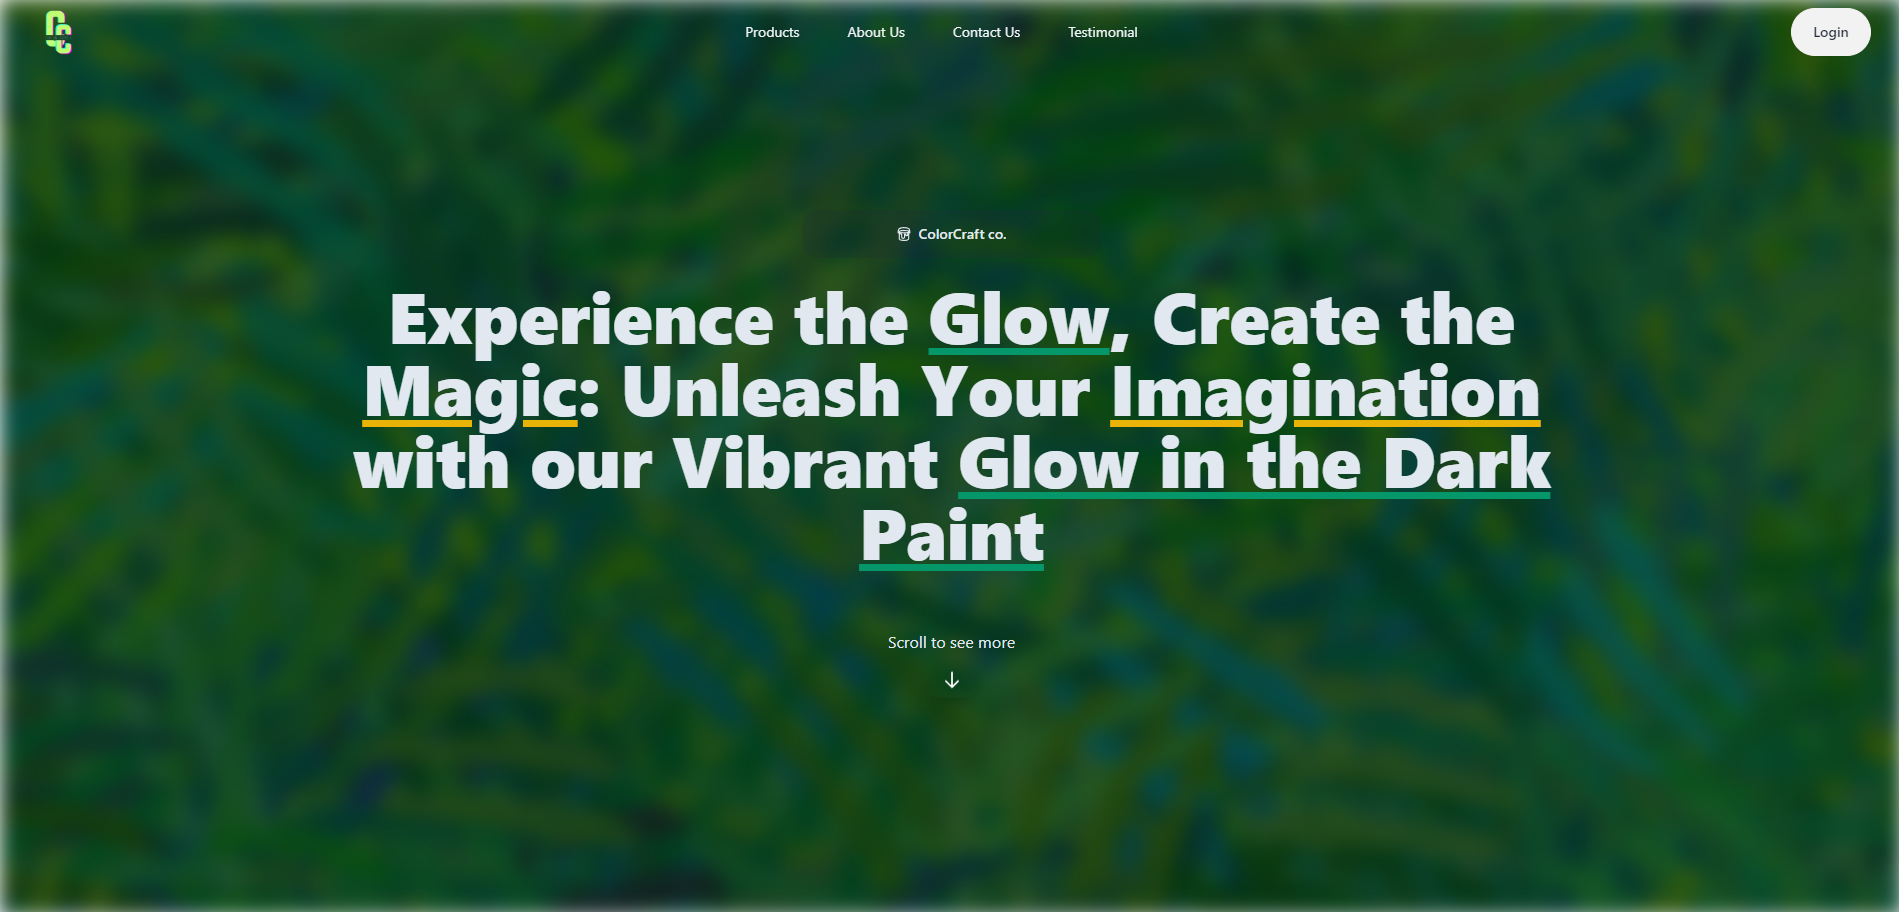 Products
About Us
Contact Us
Testimonial
Login
ColorCraft co.
Experience the Glow, Create the
Magic: Unleash Your Imagination
with our Vibrant Glow in the Dark
Paint
Scroll to see more